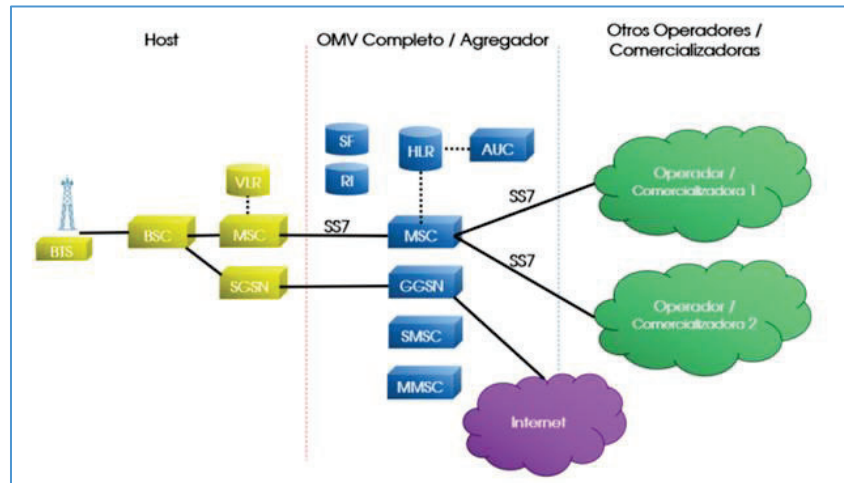 Host
OMV Completo / Agregador
Otros Operadores /
Comercializadoras
SF
RI
HLR
AUC
VLR
BTS
BSC
MSC
SS7
MSC
SS7
SS7
Operador /
Comercializadora 1
SGSN
GGSN
Operador /
Comercializadora 2
SMSC
MMSC
Internet